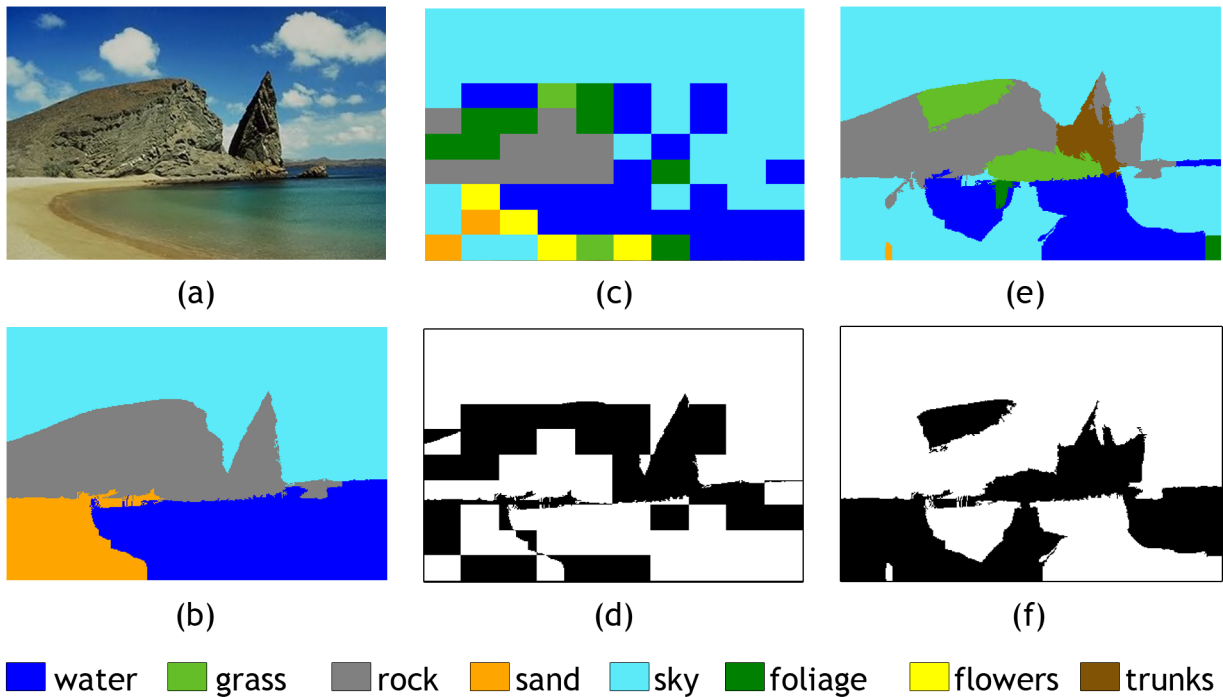 (a)
(c)
(e)
(b)
(d)
(f)
water grass rock sand sky foliage flowers trunks